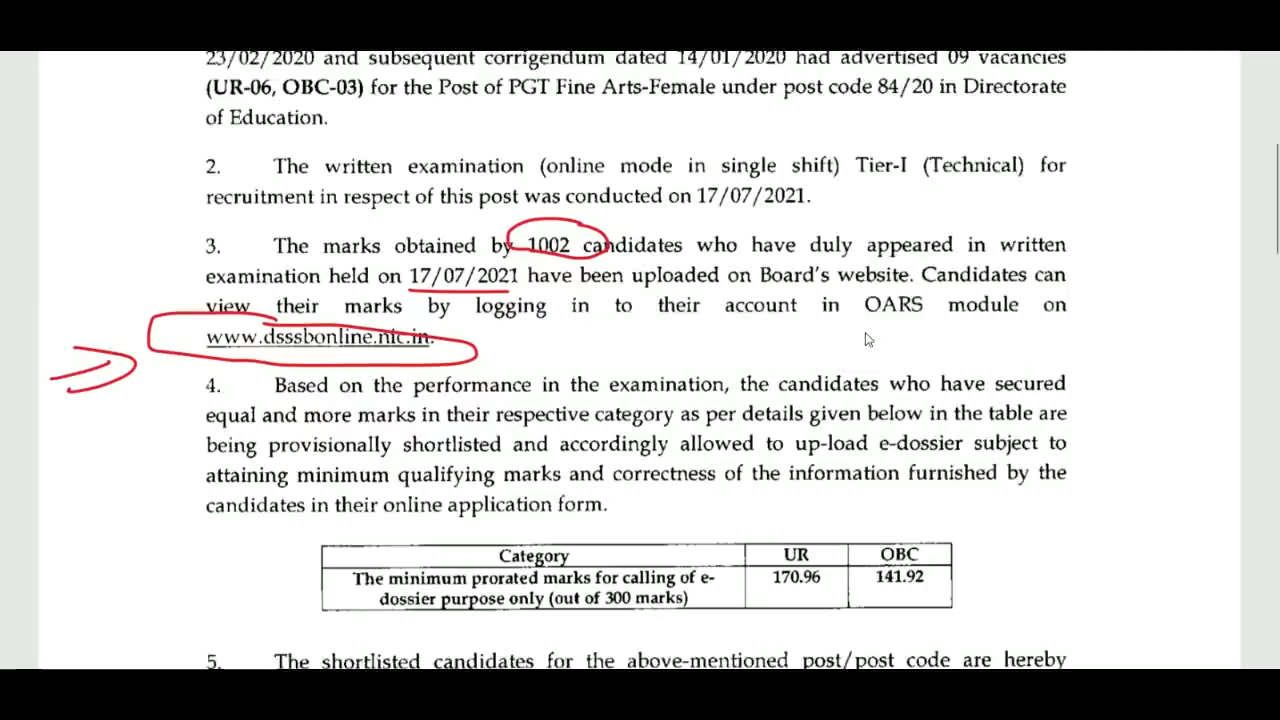 23/02/2020 and subsequent corrigendum dated 14/01/2020 had advertised 09 vacancies
(UR-06, OBC-03) for the Post of PGT Fine Arts-Female under post code 84/20 in Directorate
of Education.
2. The written examination (online mode in single shift) Tier-I (Technical) for
recruitment in respect of this post was conducted on 17/07/2021.
3. The marks obtained by 1002 candidates who have duly appeared in written
examination held on 17/07/2021 have been uploaded on Board's website. Candidates can
view their marks by logging in to their account in OARS module on
www.dsssbonline.nic.in.
4. Based on the performance in the examination, the candidates who have secured
equal and more marks in their respective category as per details given below in the table are
being provisionally shortlisted and accordingly allowed to up-load e-dossier subject to
attaining minimum qualifying marks and correctness of the information furnished by the
candidates in their online application form.
Category UR OBC
The minimum prorated marks for calling of e- 170.96 141.92
dossier purpose only (out of 300 marks)
5. The shortlisted candidates for the above-mentioned post/post code are hereby